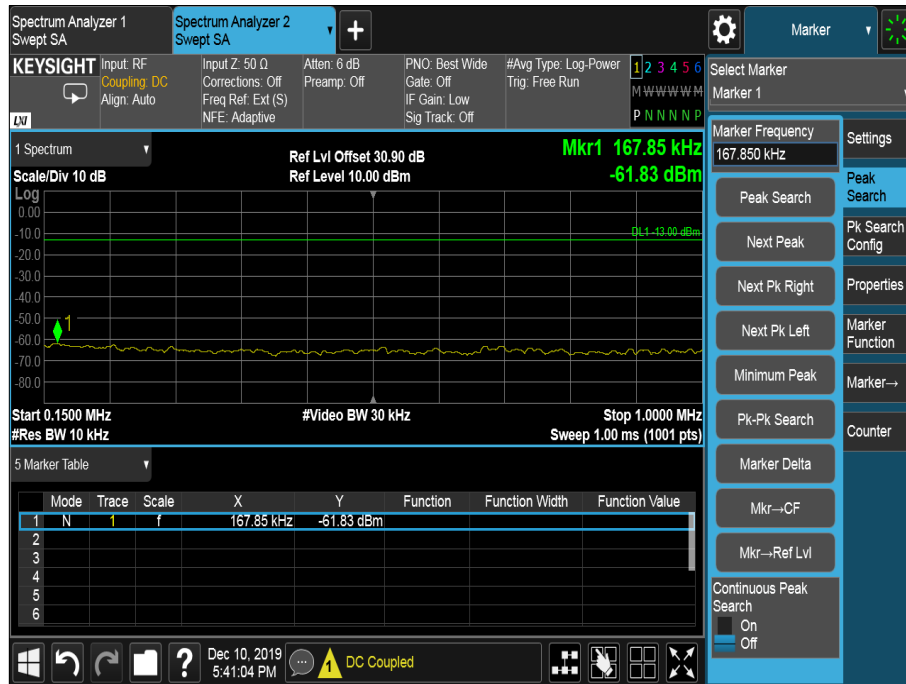 Spectrum Analyzer 1
Swept SA
Spectrum Analyzer 2
Swept SA
Marker
KEYSIGHT
LXI
Input: RF
Coupling: DC
Align: Auto
Input Z: 50 Ω
Corrections: Off
Freq Ref: Ext (S)
NFE: Adaptive
Atten: 6 dB
Preamp: Off
PNO: Best Wide
Gate: Off
IF Gain: Low
Sig Track: Off
#Avg Type: Log-Power
Trig: Free Run
1 2 3 4 5 6
M W W W W M
P N N N N P
Select Marker
Marker 1
1 Spectrum
Scale/Div 10 dB
Ref Lvl Offset 30.90 dB
Ref Level 10.00 dBm
Mkr1 167.85 kHz
-61.83 dBm
Log
0.00
-10.0
-20.0
-30.0
-40.0
-50.0
-60.0
-70.0
-80.0
DL1 -13.00 dBm
1
Start 0.1500 MHz
#Res BW 10 kHz
#Video BW 30 kHz
Stop 1.0000 MHz
Sweep 1.00 ms (1001 pts)
5 Marker Table
Mode Trace Scale X Y Function Function Width Function Value
1 N 1 f 167.85 kHz -61.83 dBm
2
3
4
5
6
Marker Frequency
167.850 kHz
Peak Search
Next Peak
Next Pk Right
Next Pk Left
Minimum Peak
Pk-Pk Search
Marker Delta
Mkr→CF
Mkr→Ref Lvl
Continuous Peak
Search
On
Off
Settings
Peak
Search
Pk Search
Config
Properties
Marker
Function
Marker→
Counter
?
Dec 10, 2019
5:41:04 PM
1
DC Coupled